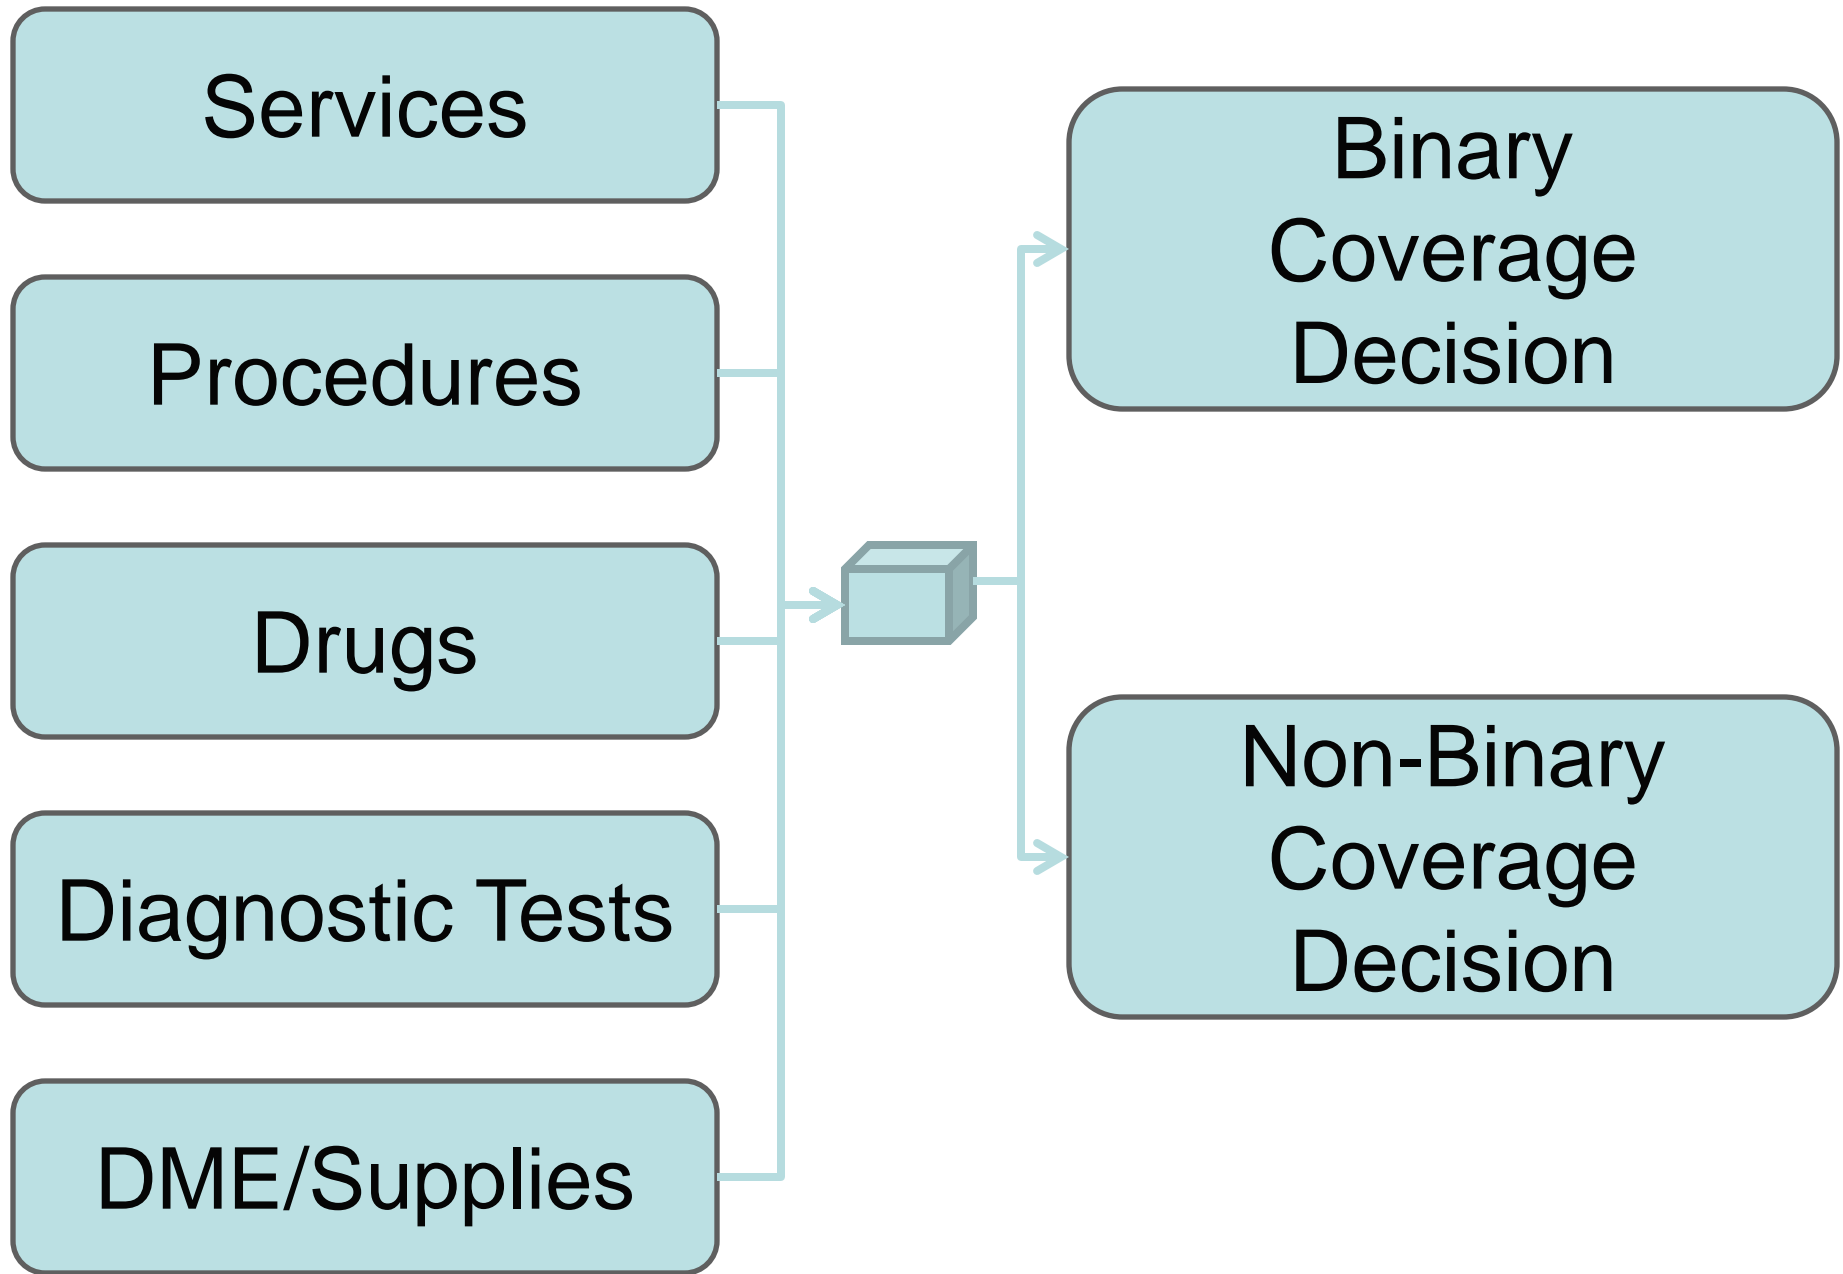 Services
Procedures
Drugs
Diagnostic Tests
DME/Supplies
Binary
Coverage
Decision
Non-Binary
Coverage
Decision